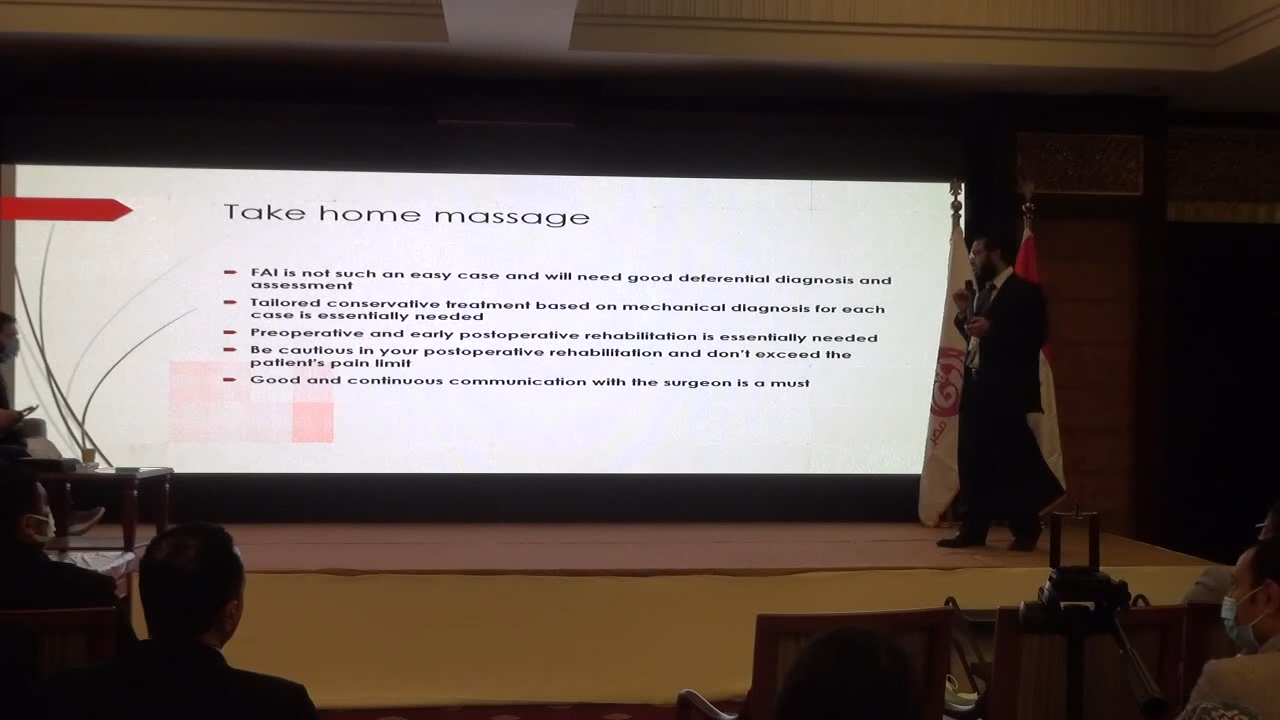 Take home massage
FAI is not such an easy case and will need good deferential diagnosis and
assessment
Tailored conservative treatment based on mechanical diagnosis for each
case is essentially needed
Preoperative and early postoperative rehabilitation is essentially needed
Be cautious in your postoperative rehabilitation and don't exceed the
patient's pain limit
Good and continuous communication with the surgeon is a must
مصر